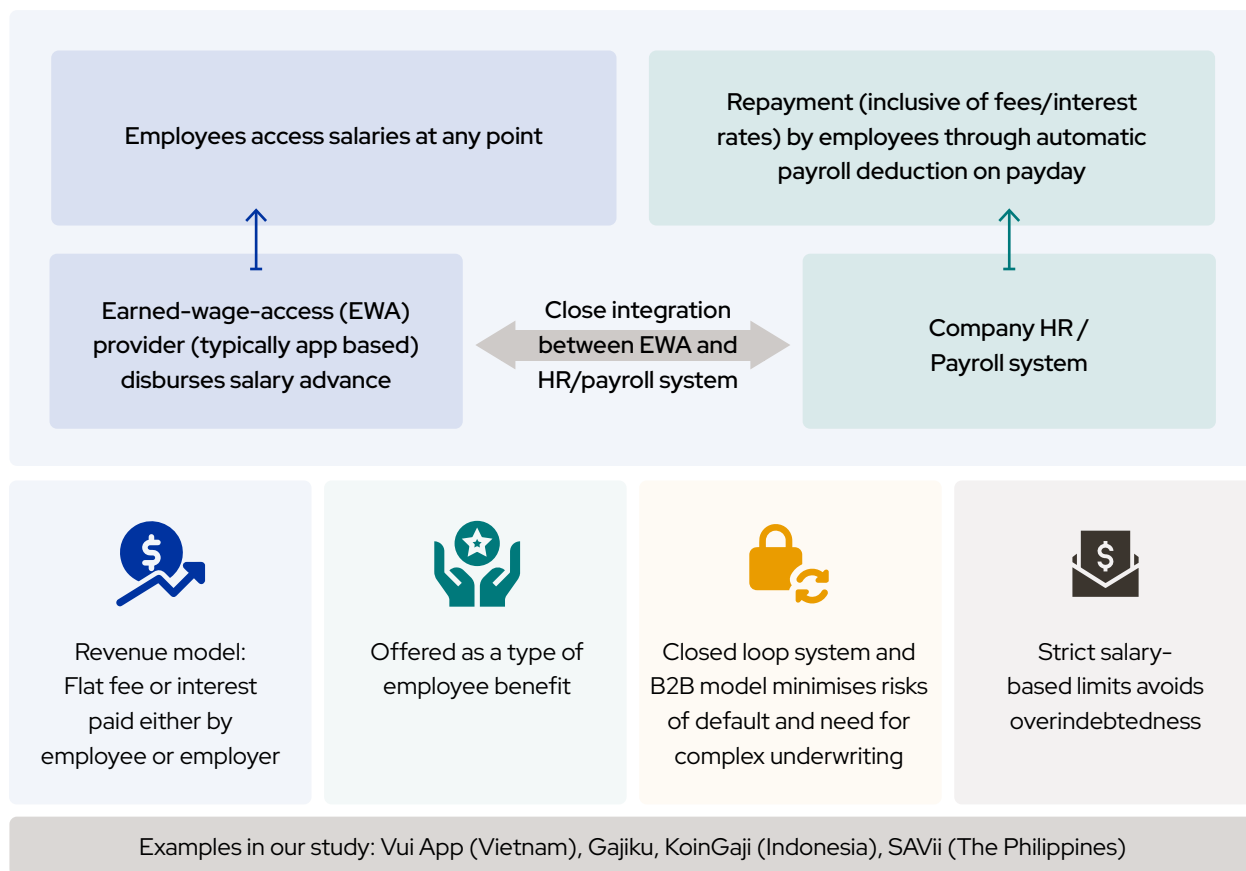 Employees access salaries at any point
Repayment (inclusive of fees/interest
rates) by employees through automatic
payroll deduction on payday
Earned-wage-access (EWA)
provider (typically app based)
disburses salary advance
Close integration
between EWA and
HR/payroll system
Company HR /
Payroll system
$
Revenue model:
Flat fee or interest
paid either by
employee or employer
Offered as a type of
employee benefit
Closed loop system and
B2B model minimises risks
of default and need for
complex underwriting
$
Strict salary-
based limits avoids
overindebtedness
Examples in our study: Vui App (Vietnam), Gajiku, KoinGaji (Indonesia), SAVii (The Philippines)